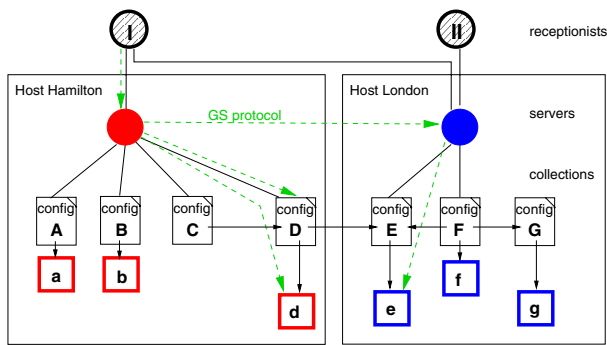 I
II
receptionists
Host Hamilton
Host London
GS protocol
servers
collections
config
A
config
B
config
C
config
D
config
E
config
F
config
G
a
b
d
e
f
g